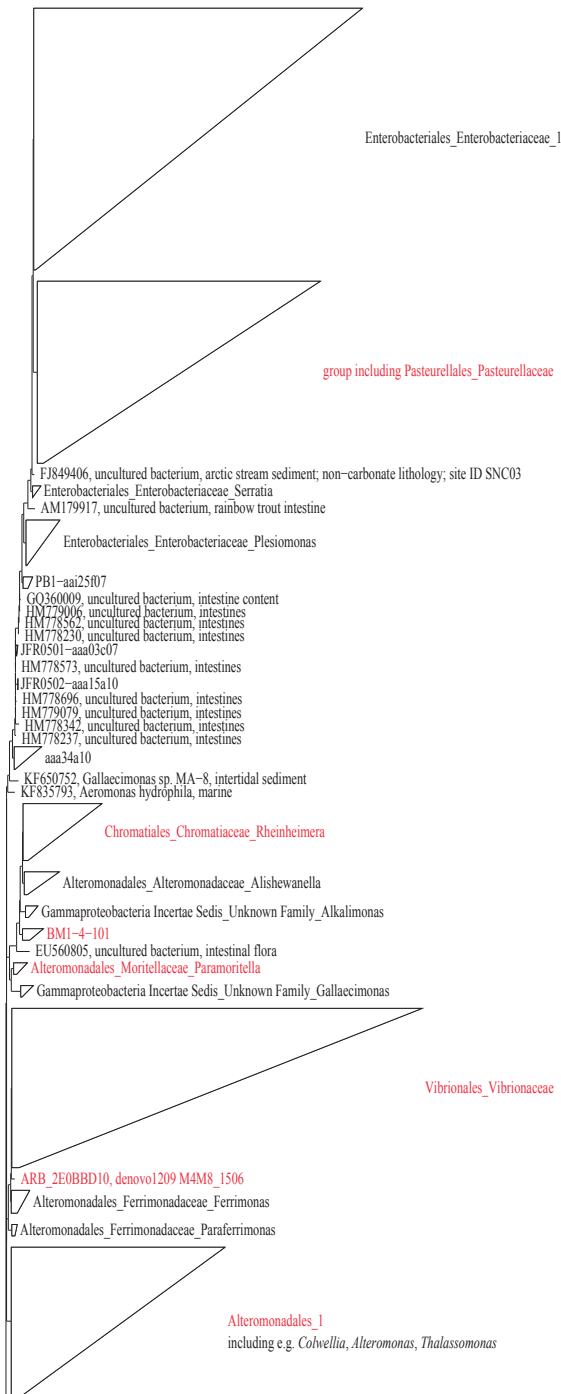 Enterobacteriales_Enterobacteriaceae_1
group including Pasteurellales_Pasteurellaceae
FJ849406, uncultured bacterium, arctic stream sediment; non−carbonate lithology; site ID SNC03
Enterobacteriales_Enterobacteriaceae_Serratia
AM179917, uncultured bacterium, rainbow trout intestine
Enterobacteriales_Enterobacteriaceae_Plesiomonas
PB1−aai25f07
GQ360009, uncultured bacterium, intestine content
HM779006, uncultured bacterium, intestines
HM778562, uncultured bacterium, intestines
HM778230, uncultured bacterium, intestines
JFR0501−aaa03c07
HM778573, uncultured bacterium, intestines
JFR0502−aaa15a10
HM778696, uncultured bacterium, intestines
HM779079, uncultured bacterium, intestines
HM778342, uncultured bacterium, intestines
HM778237, uncultured bacterium, intestines
aaa34a10
KF650752, Gallaecimonas sp. MA−8, intertidal sediment
KF835793, Aeromonas hydrophila, marine
Chromatiales_Chromatiaceae_Rheinheimera
Alteromonadales_Alteromonadaceae_Alishewanella
Gammaproteobacteria Incertae Sedis_Unknown Family_Alkalimonas
BM1−4−101
EU560805, uncultured bacterium, intestinal flora
Alteromonadales_Moritellaceae_Paramoritella
Gammaproteobacteria Incertae Sedis_Unknown Family_Gallaecimonas
Vibrionales_Vibrionaceae
ARB_2E0BBD10, denovo1209 M4M8_1506
Alteromonadales_Ferrimonadaceae_Ferrimonas
Alteromonadales_Ferrimonadaceae_Paraferrimonas
Alteromonadales_1
including e.g. Colwellia, Alteromonas, Thalassomonas